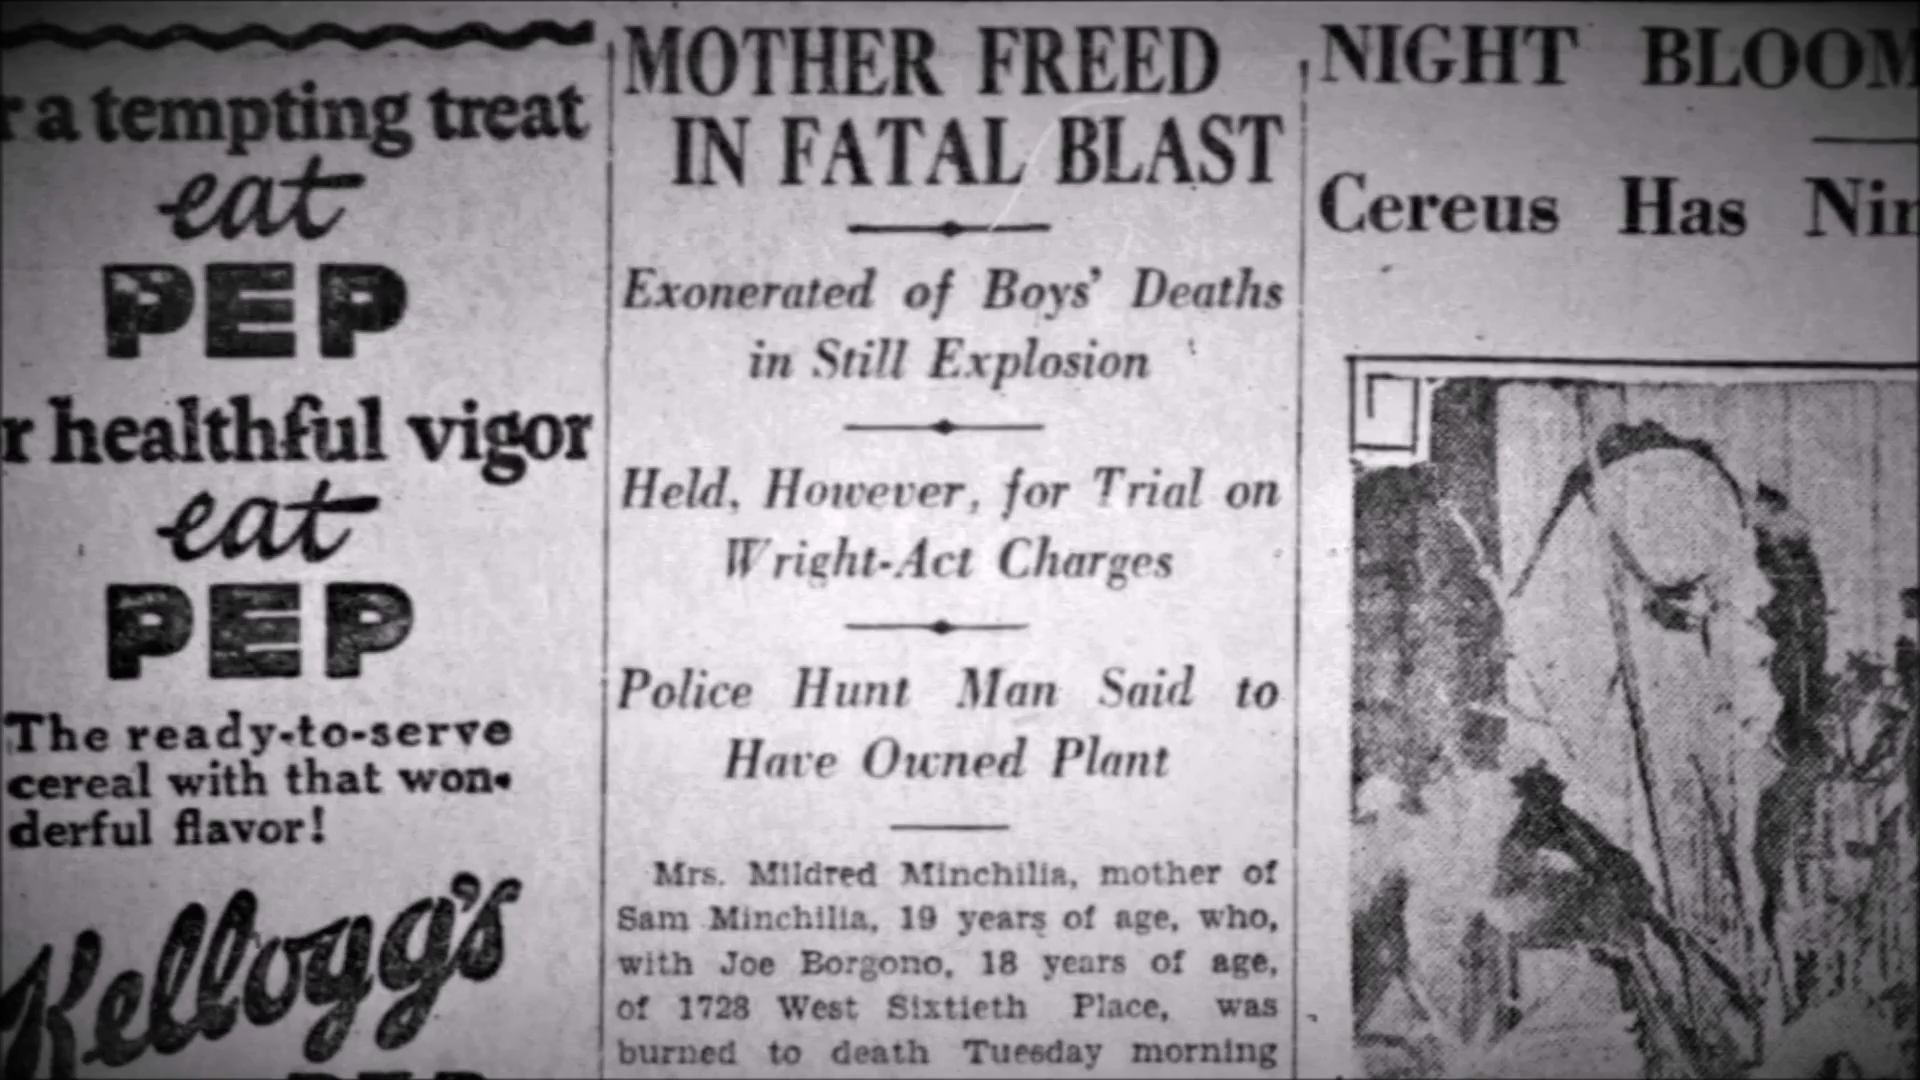 r a tempting treat
eat
PEP
r healthful vigor
eat
PEP
The ready-to-serve
cereal with that won-
derful flavor!
Kellogg's
PEP
MOTHER FREED
IN FATAL BLAST
Exonerated of Boys' Deaths
in Still Explosion
Held, However, for Trial on
Wright-Act Charges
Police Hunt Man Said to
Have Owned Plant
Mrs. Mildred Minchilia, mother of
Sam Minchilia, 19 years of age, who,
with Joe Borgono, 18 years of age,
of 1728 West Sixtieth Place, was
burned to death Tuesday morning
NIGHT BLOOM
Cereus Has Nin